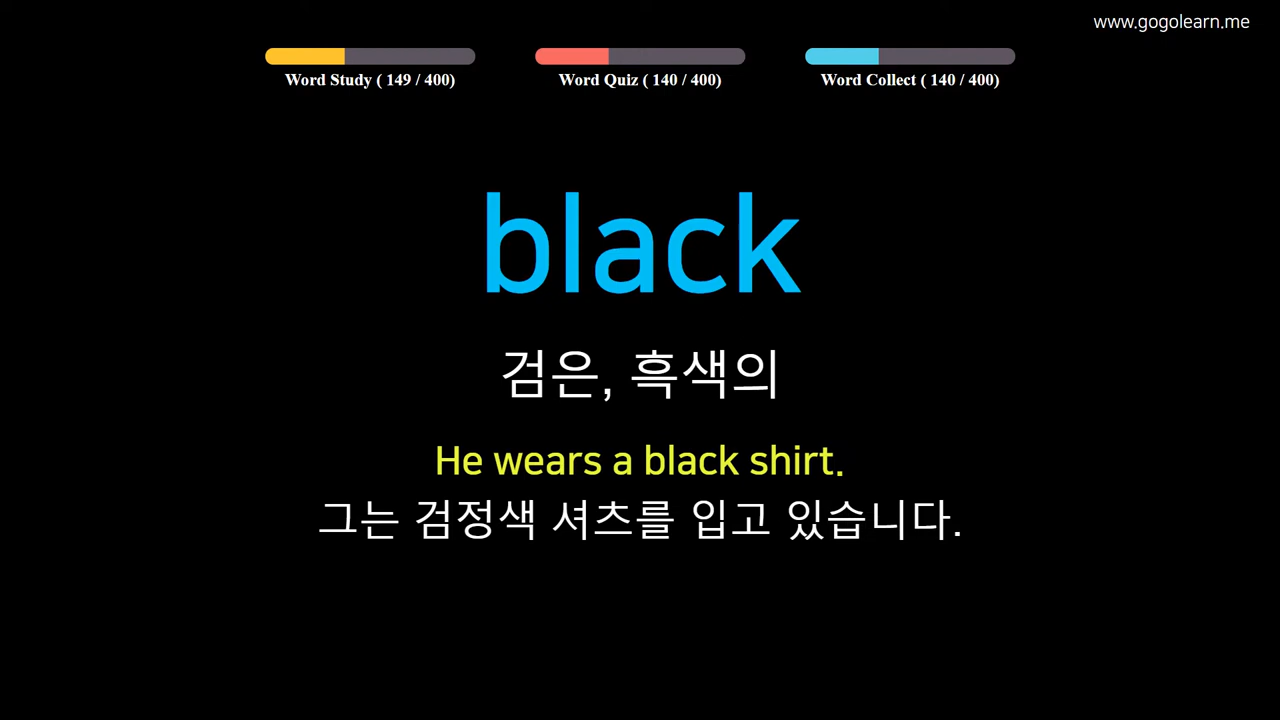 www.gogolearn.me
Word Study ( 149 / 400) Word Quiz ( 140 / 400) Word Collect ( 140 / 400)
black
검은, 흑색의
He wears a black shirt.
그는 검정색 셔츠를 입고 있습니다.